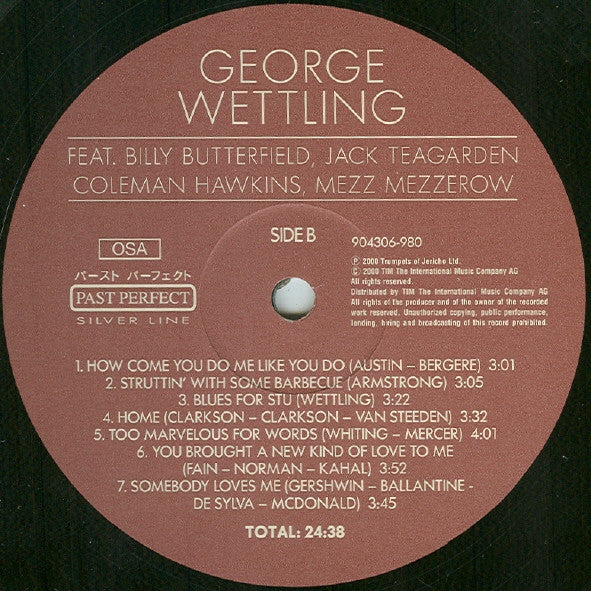 GEORGE
WETTLING
FEAT. BILLY BUTTERFIELD, JACK TEAGARDEN
COLEMAN HAWKINS, MEZZ MEZZEROW
SIDE B
OSA
パースト パーフェクト
PAST PERFECT
SILVER LINE
904306-980
Ⓟ 2000 Trumpets of Jericho Ltd.
© 2000 TIM The International Music Company AG
All rights reserved.
Distributed by TIM The International Music Company AG
All rights of the producer and of the owner of the recorded
work reserved. Unauthorized copying, public performance,
lending, hiring and broadcasting of this record prohibited.
1. HOW COME YOU DO ME LIKE YOU DO (AUSTIN – BERGERE) 3:01
2. STRUTTIN' WITH SOME BARBECUE (ARMSTRONG) 3:05
3. BLUES FOR STU (WETTLING) 3:22
4. HOME (CLARKSON – CLARKSON – VAN STEEDEN) 3:32
5. TOO MARVELOUS FOR WORDS (WHITING – MERCER) 4:01
6. YOU BROUGHT A NEW KIND OF LOVE TO ME
(FAIN – NORMAN – KAHAL) 3:52
7. SOMEBODY LOVES ME (GERSHWIN – BALLANTINE -
DE SYLVA – MCDONALD) 3:45
TOTAL: 24:38